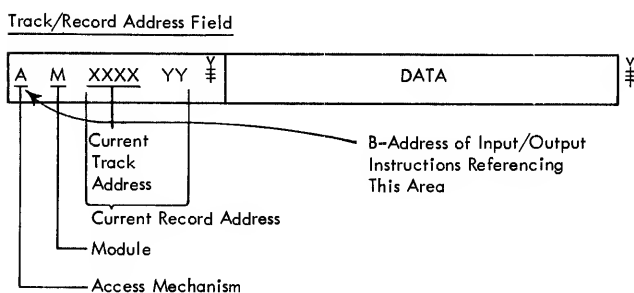 Track/Record Address Field
A M XXXX YY ⯒ DATA ⯒
Current
Track
Address
B-Address of Input/Output
Instructions Referencing
This Area
Current Record Address
Module
Access Mechanism